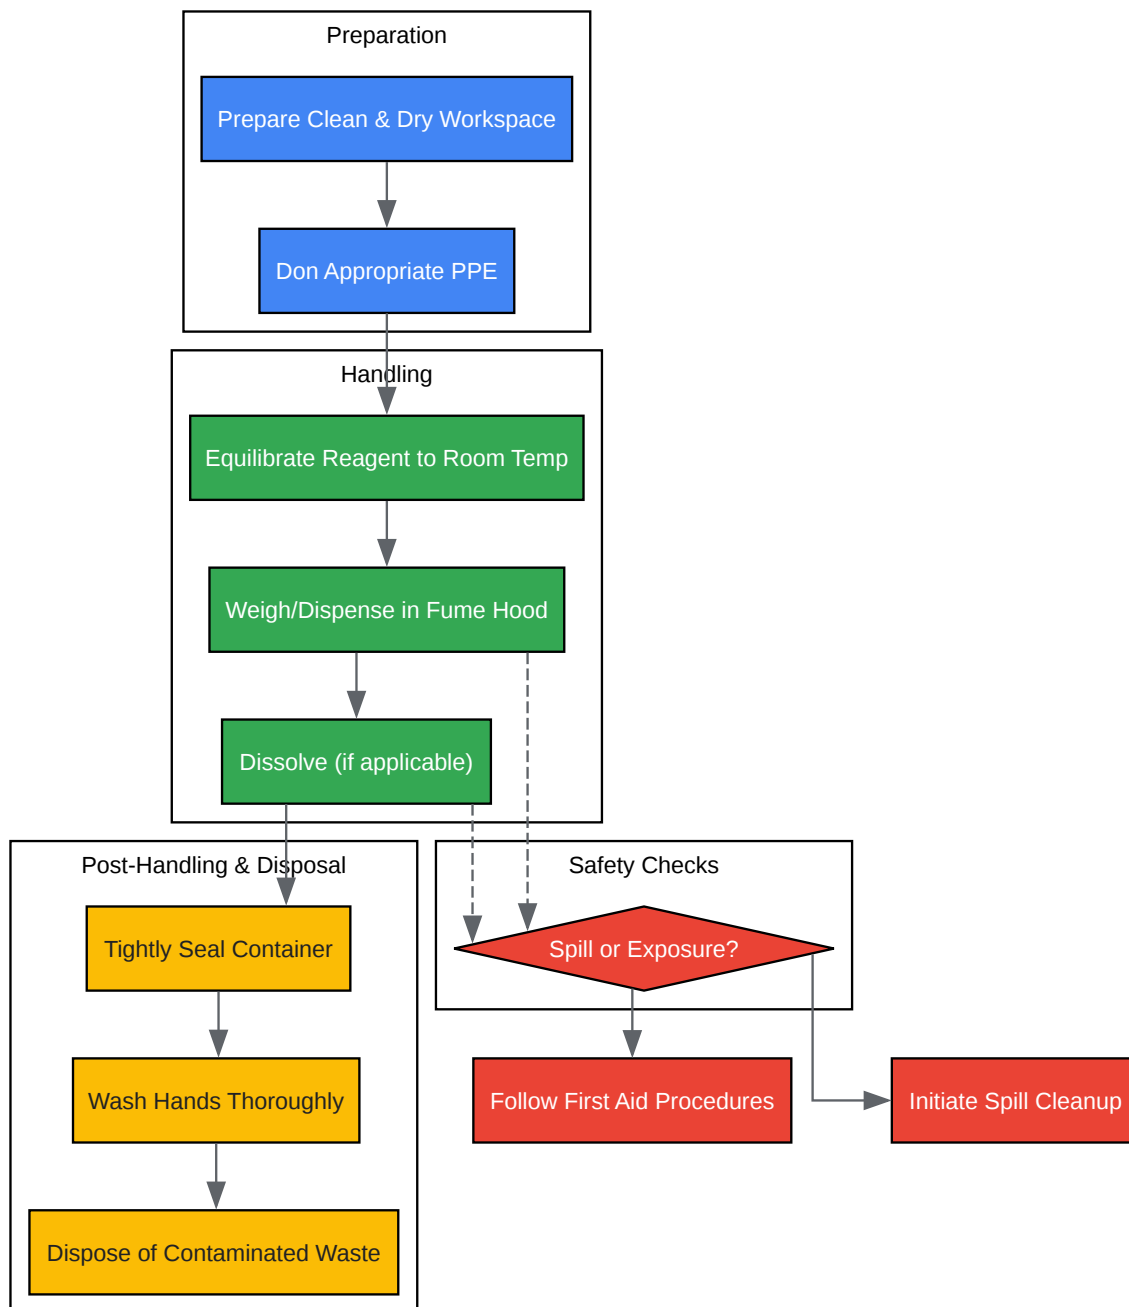 Preparation
Prepare Clean & Dry Workspace
Don Appropriate PPE
Handling
Equilibrate Reagent to Room Temp
Weigh/Dispense in Fume Hood
Dissolve (if applicable)
Post-Handling & Disposal
Tightly Seal Container
Wash Hands Thoroughly
Dispose of Contaminated Waste
Safety Checks
Spill or Exposure?
Follow First Aid Procedures
Initiate Spill Cleanup